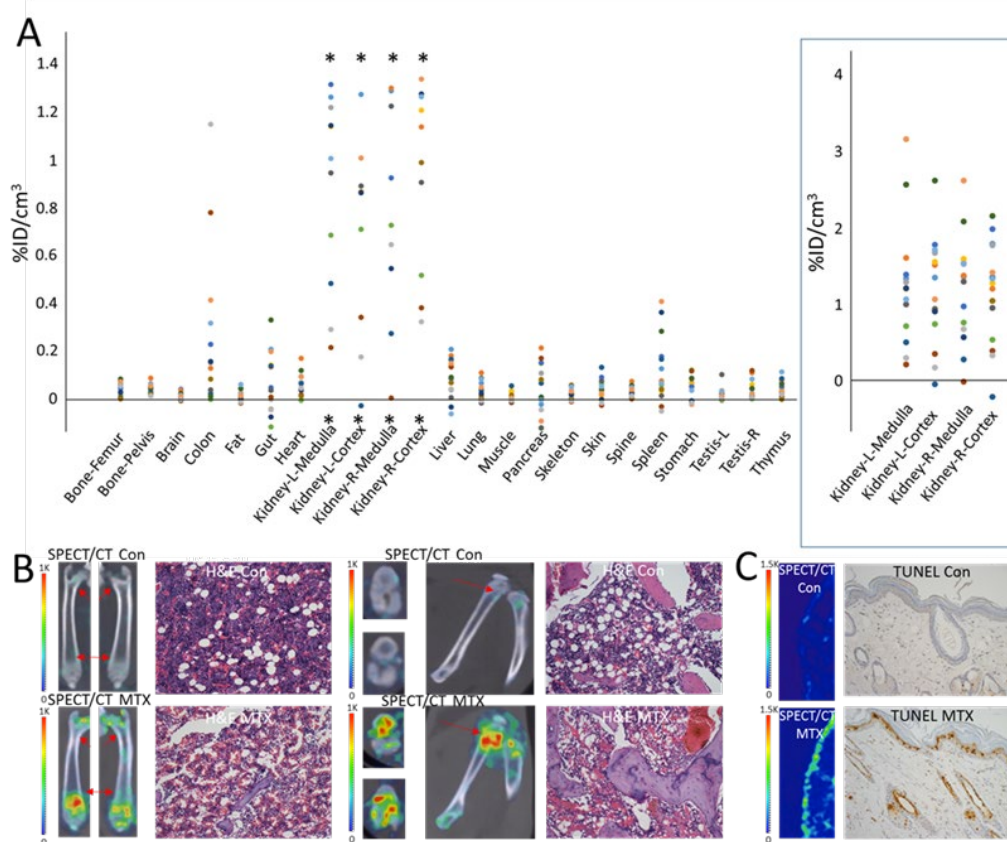 A
%ID/cm³
1.4
1.2
1
0.8
0.6
0.4
0.2
0
* * * *
* * * *
Bone-Femur
Bone-Pelvis
Brain
Colon
Fat
Gut
Heart
Kidney-L-Medulla
Kidney-L-Cortex
Kidney-R-Medulla
Kidney-R-Cortex
Liver
Lung
Muscle
Pancreas
Skeleton
Skin
Spine
Spleen
Stomach
Testis-L
Testis-R
Thymus
%ID/cm³
4
3
2
1
0
Kidney-L-Medulla
Kidney-L-Cortex
Kidney-R-Medulla
Kidney-R-Cortex
B
SPECT/CT Con
1K
0
H&E Con
SPECT/CT Con
1K
0
H&E Con
SPECT/CT MTX
1K
0
H&E MTX
SPECT/CT MTX
1K
0
H&E MTX
C
1.5K
0
SPECT/CT
Con
TUNEL Con
1.5K
0
SPECT/CT
MTX
TUNEL MTX